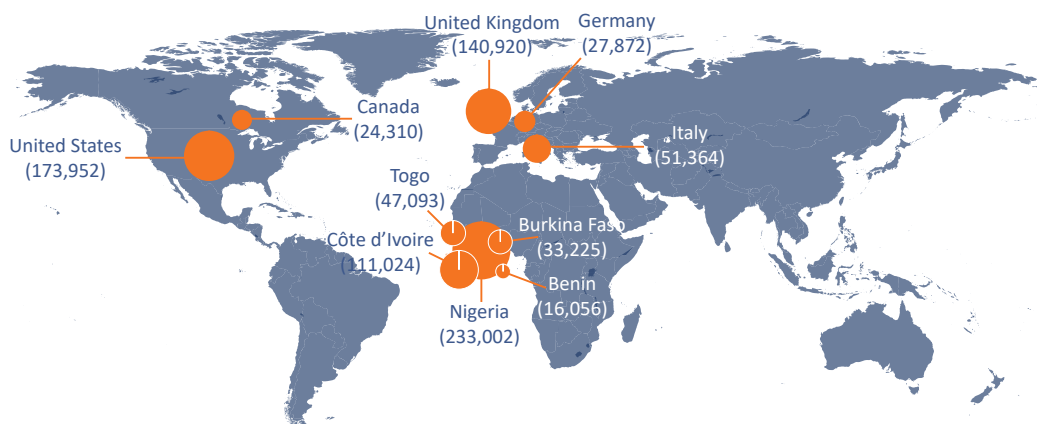 United Kingdom
(140,920)
Germany
(27,872)
Canada
(24,310)
United States
(173,952)
Italy
(51,364)
Togo
(47,093)
Burkina Faso
(33,225)
Côte d’Ivoire
(111,024)
Benin
(16,056)
Nigeria
(233,002)